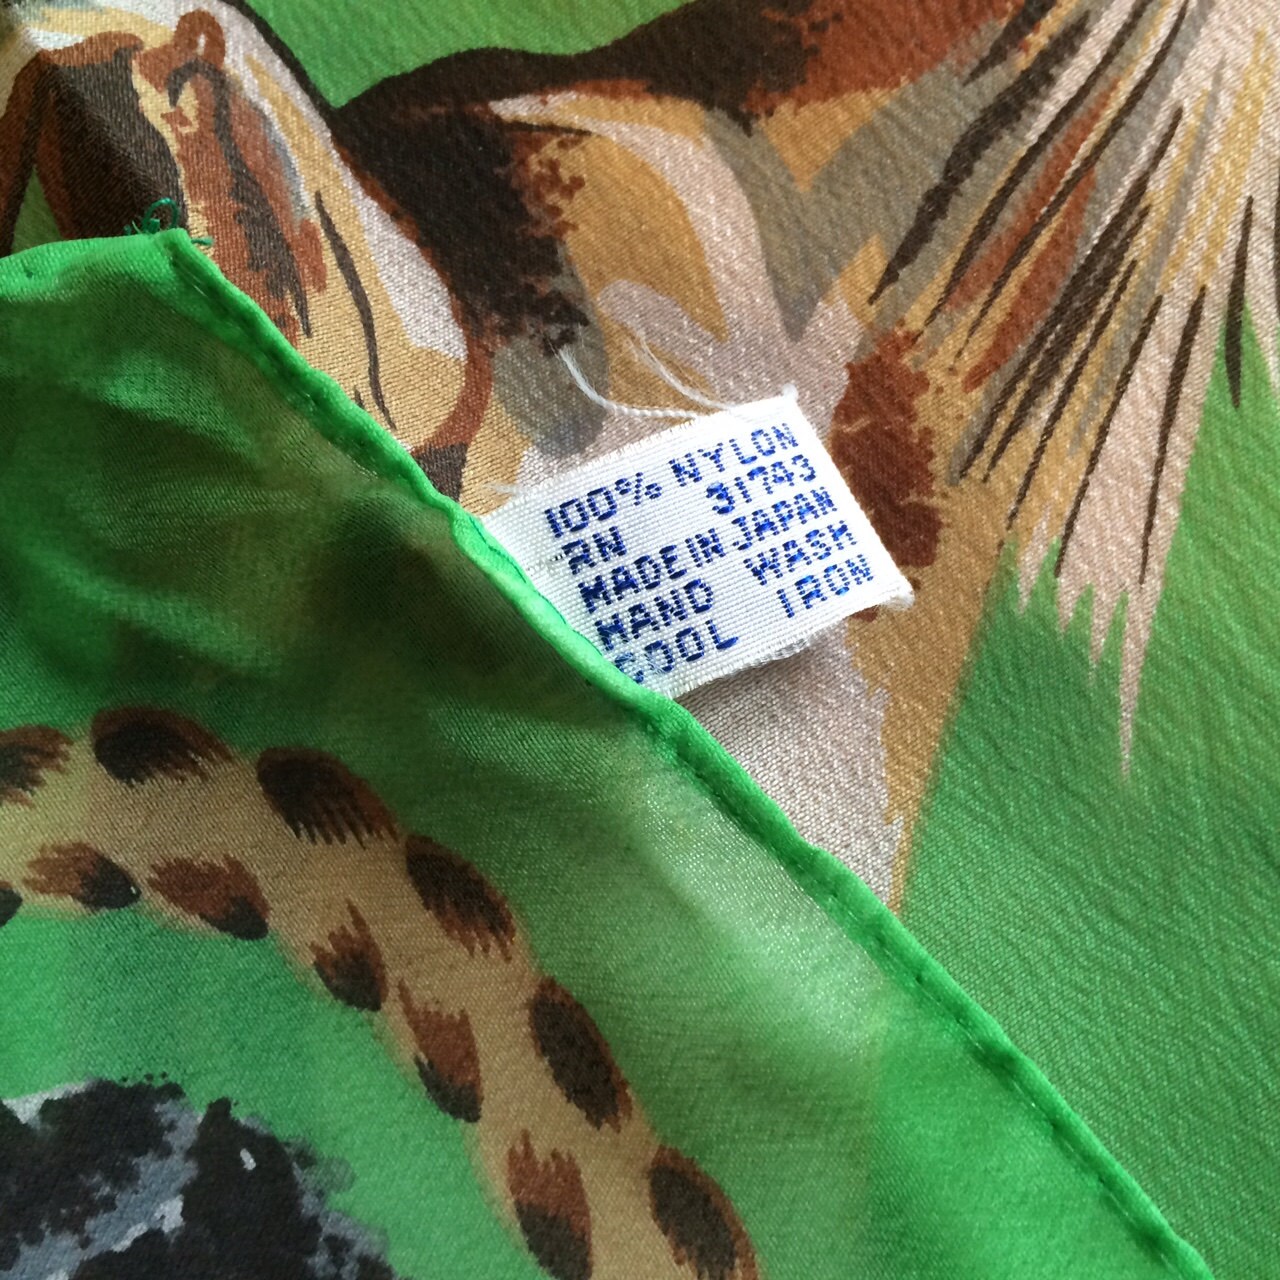 100% NYLON
RN 31743
MADE IN JAPAN
HAND WASH
COOL IRON